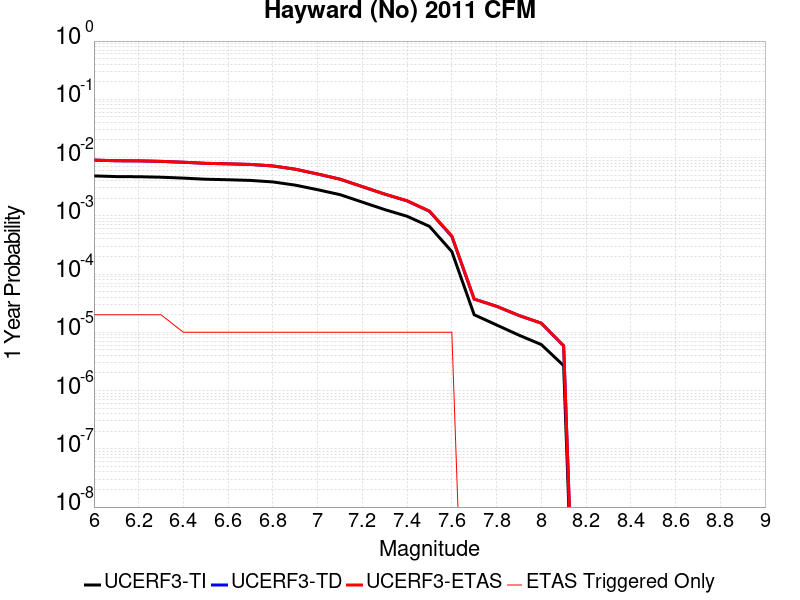 Hayward (No) 2011 CFM
10^0
10^-1
10^-2
10^-3
10^-4
10^-5
10^-6
10^-7
10^-8
1 Year Probability
6 6.2 6.4 6.6 6.8 7 7.2 7.4 7.6 7.8 8 8.2 8.4 8.6 8.8 9
Magnitude
UCERF3-TI UCERF3-TD UCERF3-ETAS ETAS Triggered Only